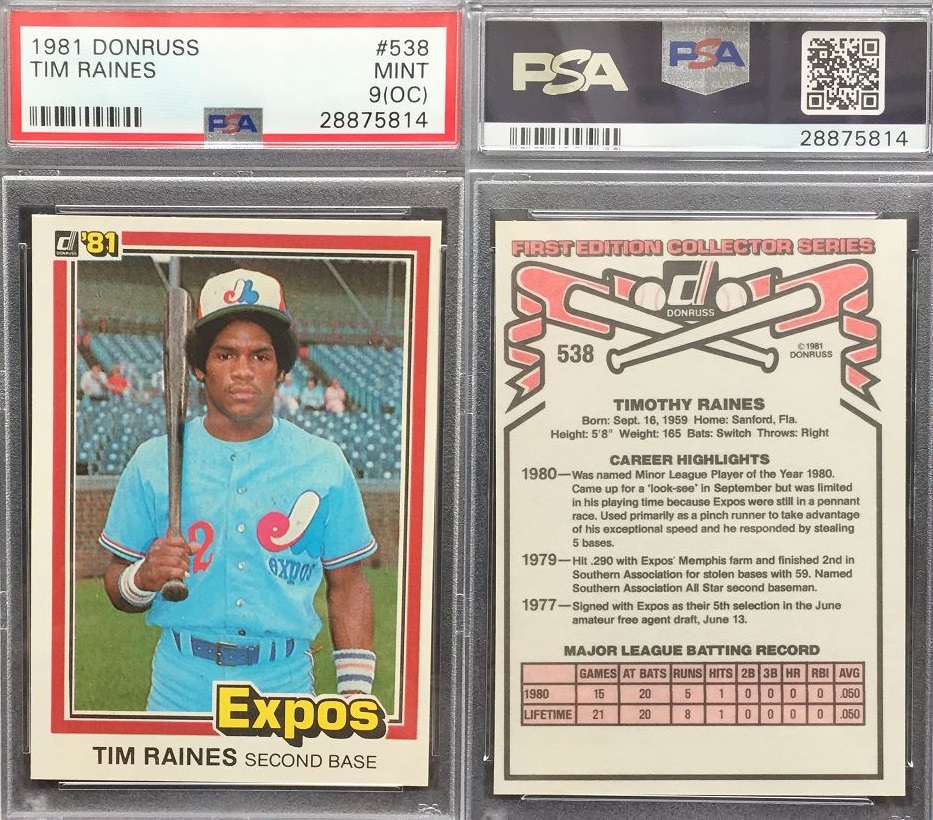 1981 DONRUSS #538
TIM RAINES MINT
9(OC)
PSA 28875814
d '81
DONRUSS
2
expos
Expos
TIM RAINES SECOND BASE
PSA PSA
28875814
FIRST EDITION COLLECTOR SERIES
d
DONRUSS
538
©1981
DONRUSS
TIMOTHY RAINES
Born: Sept. 16, 1959 Home: Sanford, Fla.
Height: 5'8" Weight: 165 Bats: Switch Throws: Right
CAREER HIGHLIGHTS
1980—Was named Minor League Player of the Year 1980.
Came up for a 'look-see' in September but was limited
in his playing time because Expos were still in a pennant
race. Used primarily as a pinch runner to take advantage
of his exceptional speed and he responded by stealing
5 bases.
1979—Hit .290 with Expos' Memphis farm and finished 2nd in
Southern Association for stolen bases with 59. Named
Southern Association All Star second baseman.
1977—Signed with Expos as their 5th selection in the June
amateur free agent draft, June 13.
MAJOR LEAGUE BATTING RECORD
GAMES AT BATS RUNS HITS 2B 3B HR RBI AVG
1980 15 20 5 1 0 0 0 0 .050
LIFETIME 21 20 8 1 0 0 0 0 .050